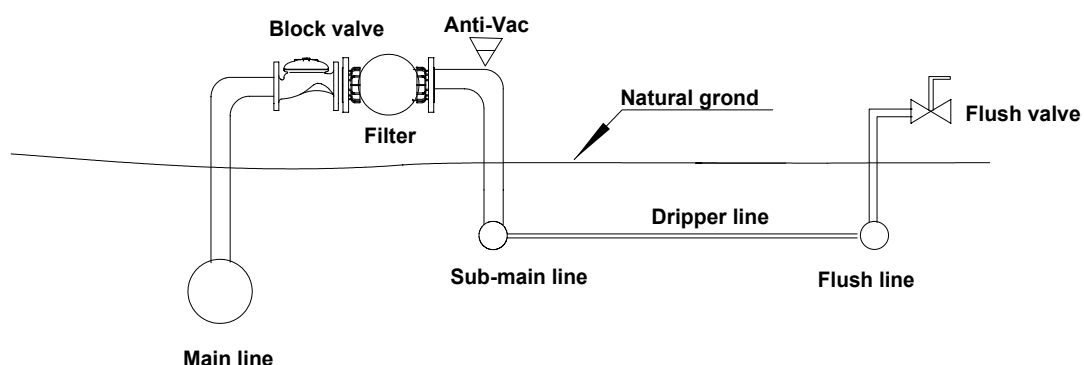 Anti-Vac
Block valve
Natural grond
Flush valve
Filter
Dripper line
Sub-main line
Flush line
Main line